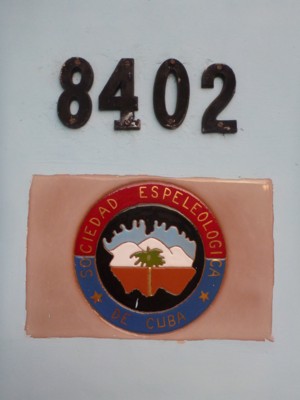 8402
SOCIEDAD ESPELEOLOGICA
DE CUBA